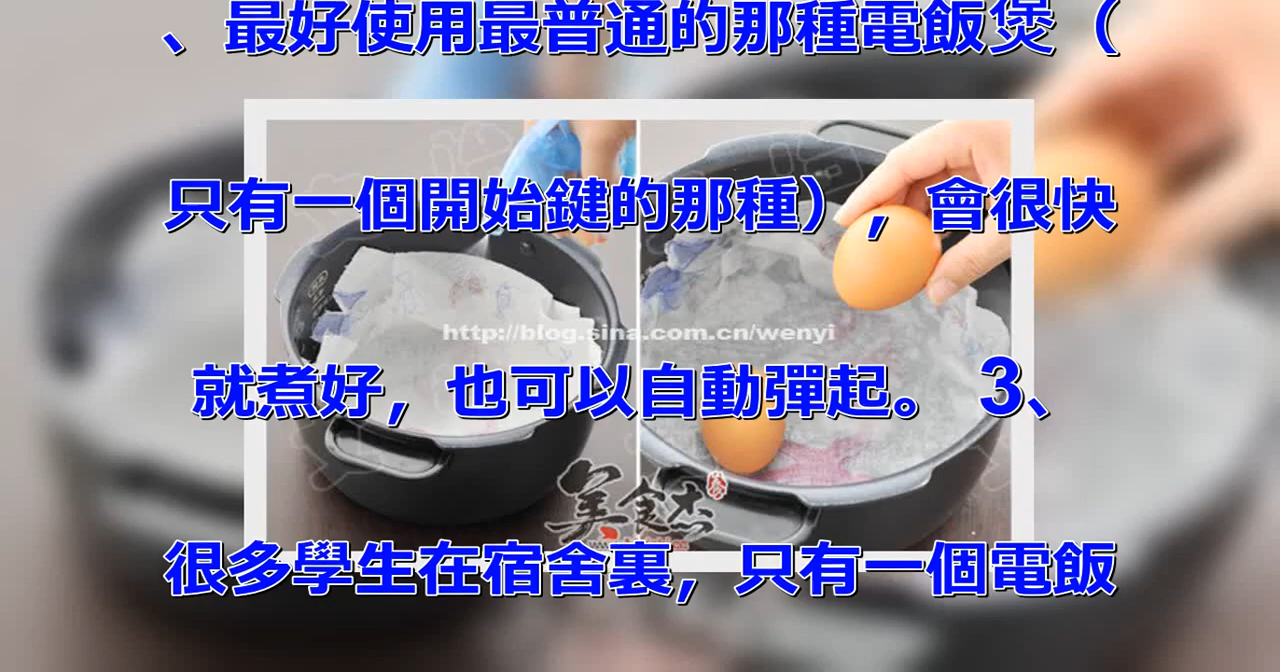 、最好使用最普通的那種電飯煲（
只有一個開始鍵的那種），會很快
http://blog.sina.com.cn/wenyi
就煮好，也可以自動彈起。 3、
美食杰
很多學生在宿舍裏，只有一個電飯